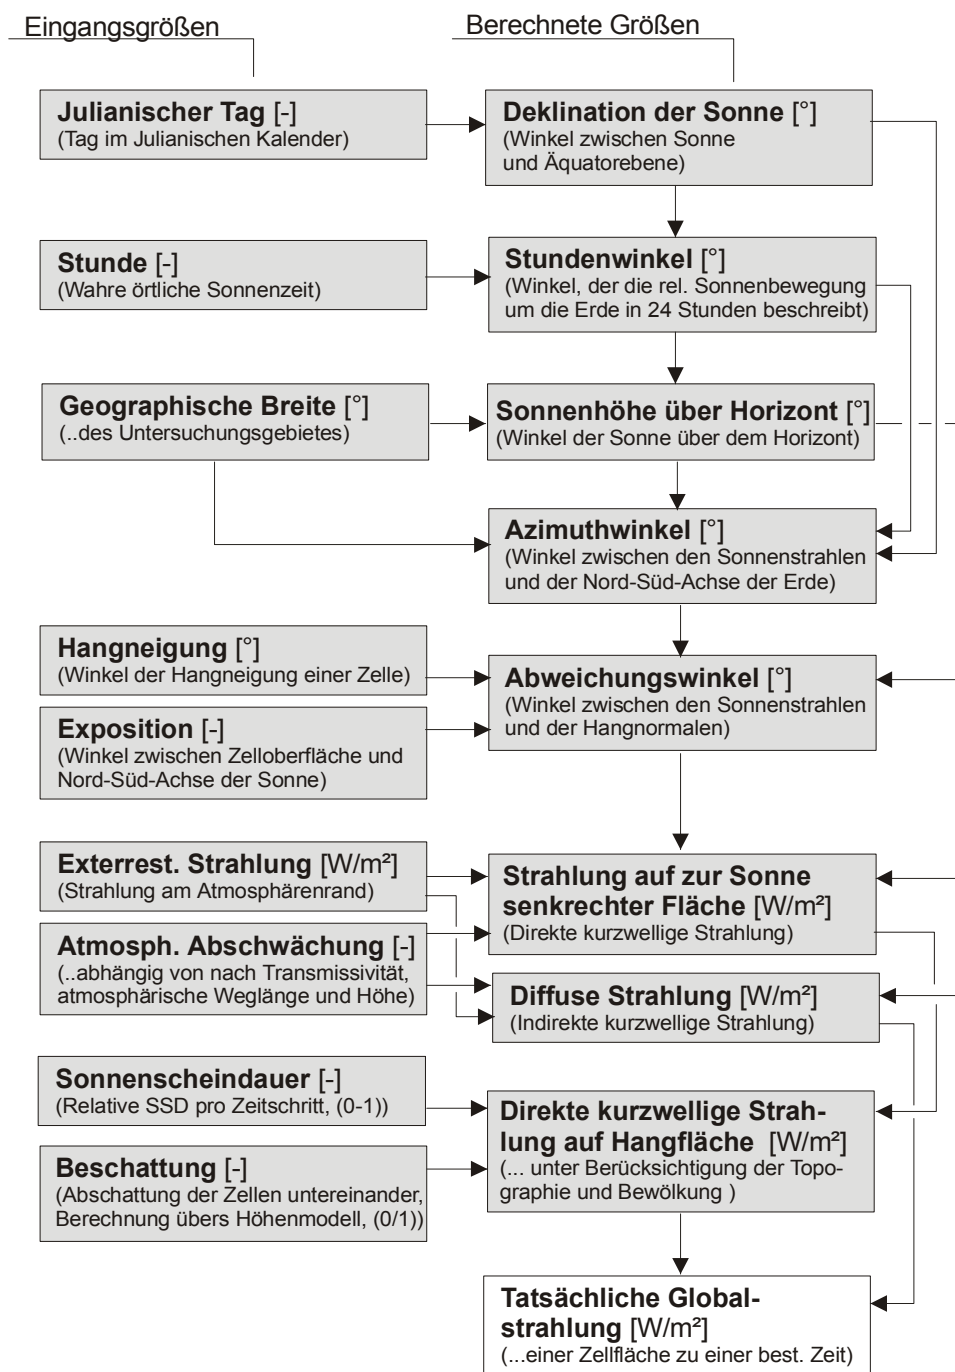 Eingangsgrößen
Berechnete Größen
Julianischer Tag [-]
(Tag im Julianischen Kalender)
Deklination der Sonne [°]
(Winkel zwischen Sonne
und Äquatorebene)
Stunde [-]
(Wahre örtliche Sonnenzeit)
Stundenwinkel [°]
(Winkel, der die rel. Sonnenbewegung
um die Erde in 24 Stunden beschreibt)
Geographische Breite [°]
(..des Untersuchungsgebietes)
Sonnenhöhe über Horizont [°]
(Winkel der Sonne über dem Horizont)
Azimuthwinkel [°]
(Winkel zwischen den Sonnenstrahlen
und der Nord-Süd-Achse der Erde)
Hangneigung [°]
(Winkel der Hangneigung einer Zelle)
Abweichungswinkel [°]
(Winkel zwischen den Sonnenstrahlen
und der Hangnormalen)
Exposition [-]
(Winkel zwischen Zelloberfläche und
Nord-Süd-Achse der Sonne)
Exterrest. Strahlung [W/m²]
(Strahlung am Atmosphärenrand)
Strahlung auf zur Sonne
senkrechter Fläche [W/m²]
(Direkte kurzwellige Strahlung)
Atmosph. Abschwächung [-]
(..abhängig von nach Transmissivität,
atmosphärische Weglänge und Höhe)
Diffuse Strahlung [W/m²]
(Indirekte kurzwellige Strahlung)
Sonnenscheindauer [-]
(Relative SSD pro Zeitschritt, (0-1))
Direkte kurzwellige Strah-
lung auf Hangfläche [W/m²]
(... unter Berücksichtigung der Topo-
graphie und Bewölkung )
Beschattung [-]
(Abschattung der Zellen untereinander,
Berechnung übers Höhenmodell, (0/1))
Tatsächliche Global-
strahlung [W/m²]
(...einer Zellfläche zu einer best. Zeit)